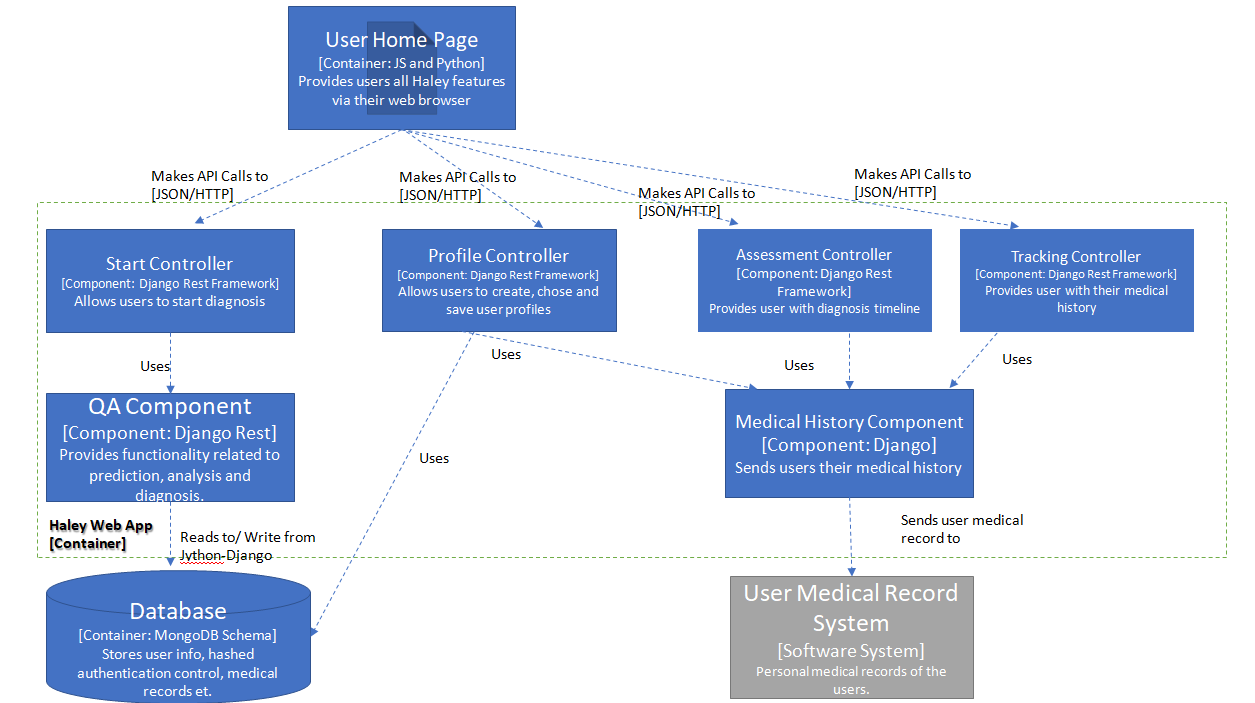 User Home Page
[Container: JS and Python]
Provides users all Haley features
via their web browser
Makes API Calls to
[JSON/HTTP]
Makes API Calls to
[JSON/HTTP]
Makes API Calls to
[JSON/HTTP]
Makes API Calls to
[JSON/HTTP]
Start Controller
[Component: Django Rest Framework]
Allows users to start diagnosis
Profile Controller
[Component: Django Rest Framework]
Allows users to create, chose and
save user profiles
Assessment Controller
[Component: Django Rest
Framework]
Provides user with diagnosis timeline
Tracking Controller
[Component: Django Rest Framework]
Provides user with their medical
history
Uses
Uses
Uses
Uses
QA Component
[Component: Django Rest]
Provides functionality related to
prediction, analysis and
diagnosis.
Medical History Component
[Component: Django]
Sends users their medical history
Uses
Haley Web App
[Container]
Reads to/ Write from
Jython-Django
Sends user medical
record to
Database
[Container: MongoDB Schema]
Stores user info, hashed
authentication control, medical
records et.
User Medical Record
System
[Software System]
Personal medical records of the
users.